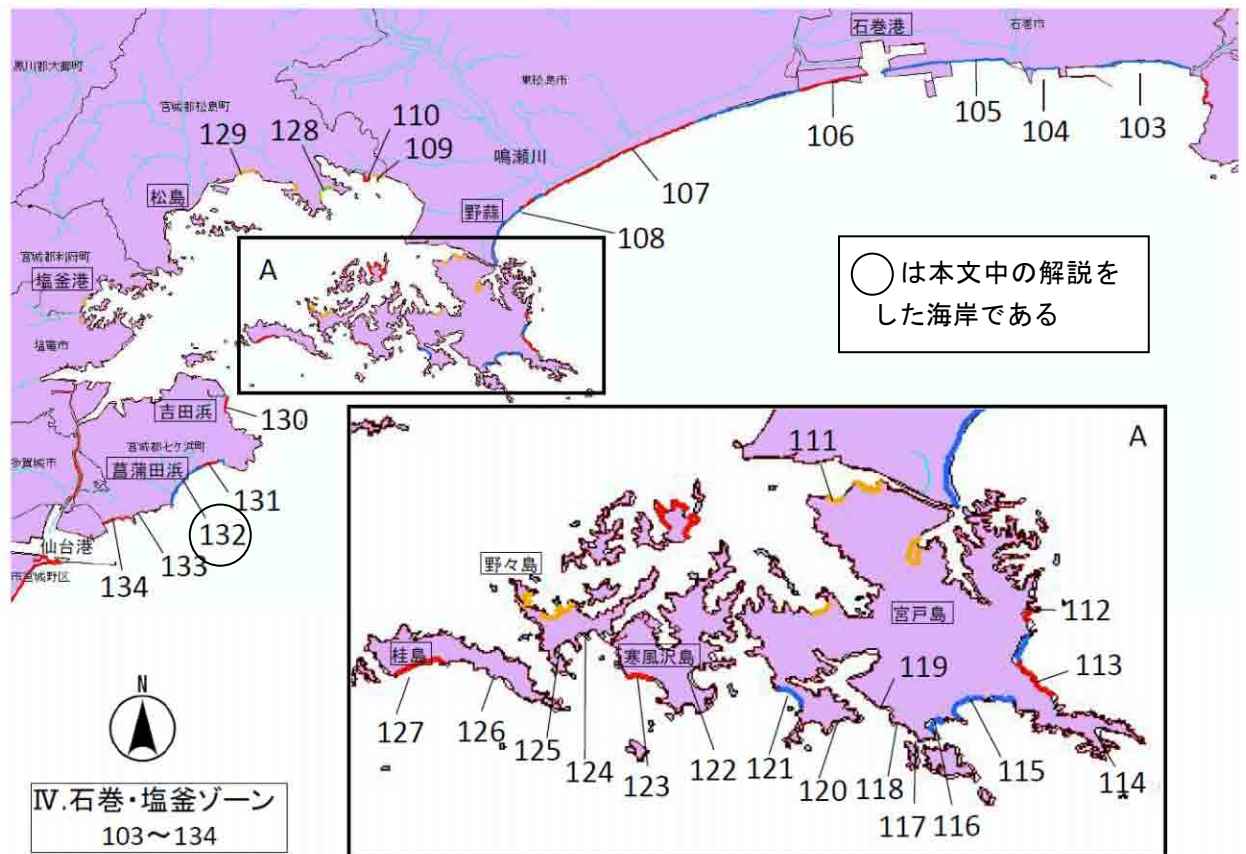 石巻港
石巻市
黒川郡大郷町
東松島市
宮城郡松島町
129
128
110
109
鳴瀬川
106
105
104
103
107
松島
野蒜
108
宮城郡利府町
塩釜港
A
○は本文中の解説を
した海岸である
塩竈市
吉田浜
130
宮城郡七ケ浜町
多賀城市
菖蒲田浜
131
132
仙台港
133
134
市宮城野区
A
111
野々島
宮戸島
112
桂島
寒風沢島
119
113
127
126
125
124
123
122
121
120
118
117
116
115
114
N
Ⅳ.石巻・塩釜ゾーン
103～134